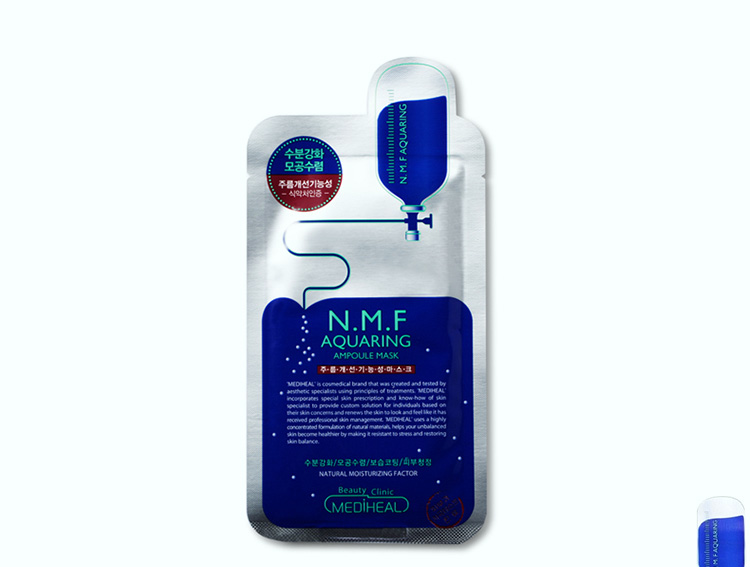 수분강화
모공수렴
주름개선기능성
– 식약처인증 –
N.M.F AQUARING
N.M.F
AQUARING
AMPOULE MASK
주·름·개·선·기·능·성·마·스·크
'MEDIHEAL' is cosmedical brand that was created and tested by
aesthetic specialists using principles of treatments. 'MEDIHEAL'
incorporates special skin prescription and know-how of skin
specialist to provide custom solution for individuals based on
their skin concerns and renews the skin to look and feel like it has
received professional skin management. 'MEDIHEAL' uses a highly
concentrated formulation of natural materials, helps your unbalanced
skin become healthier by making it resistant to stress and restoring
skin balance.
수분강화/모공수렴/보습코팅/피부청정
NATURAL MOISTURIZING FACTOR
Beauty Clinic
MEDIHEAL
N.M.F AQUARING